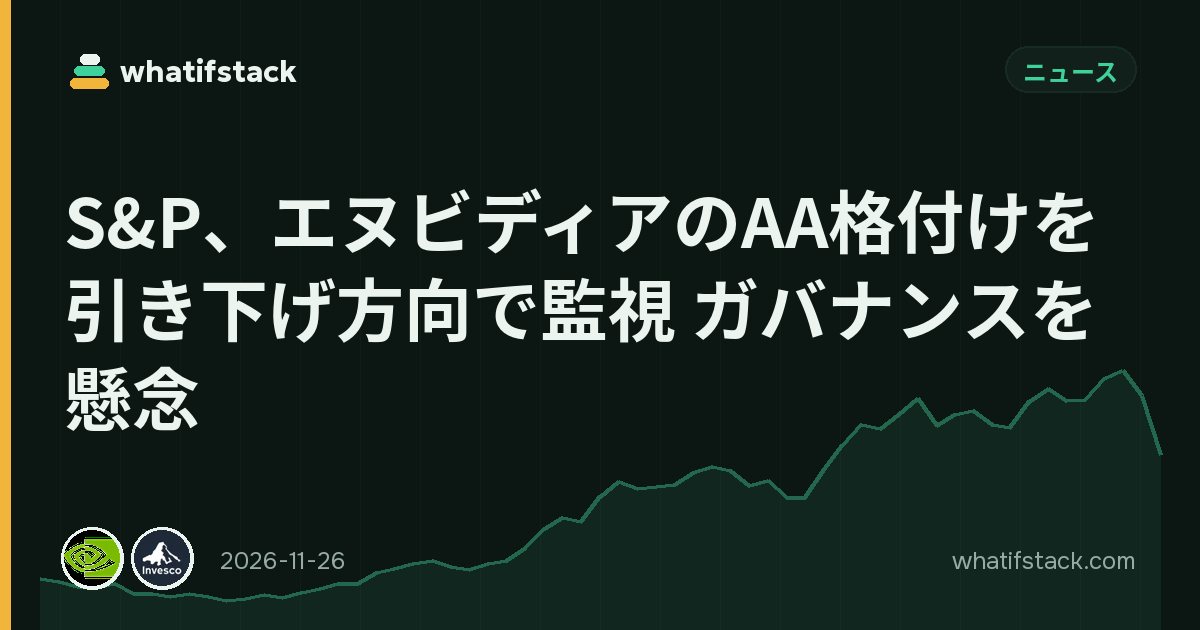 whatifstack
ニュース
S&P、エヌビディアのAA格付けを
引き下げ方向で監視 ガバナンスを
懸念
Invesco
2026-11-26
whatifstack.com